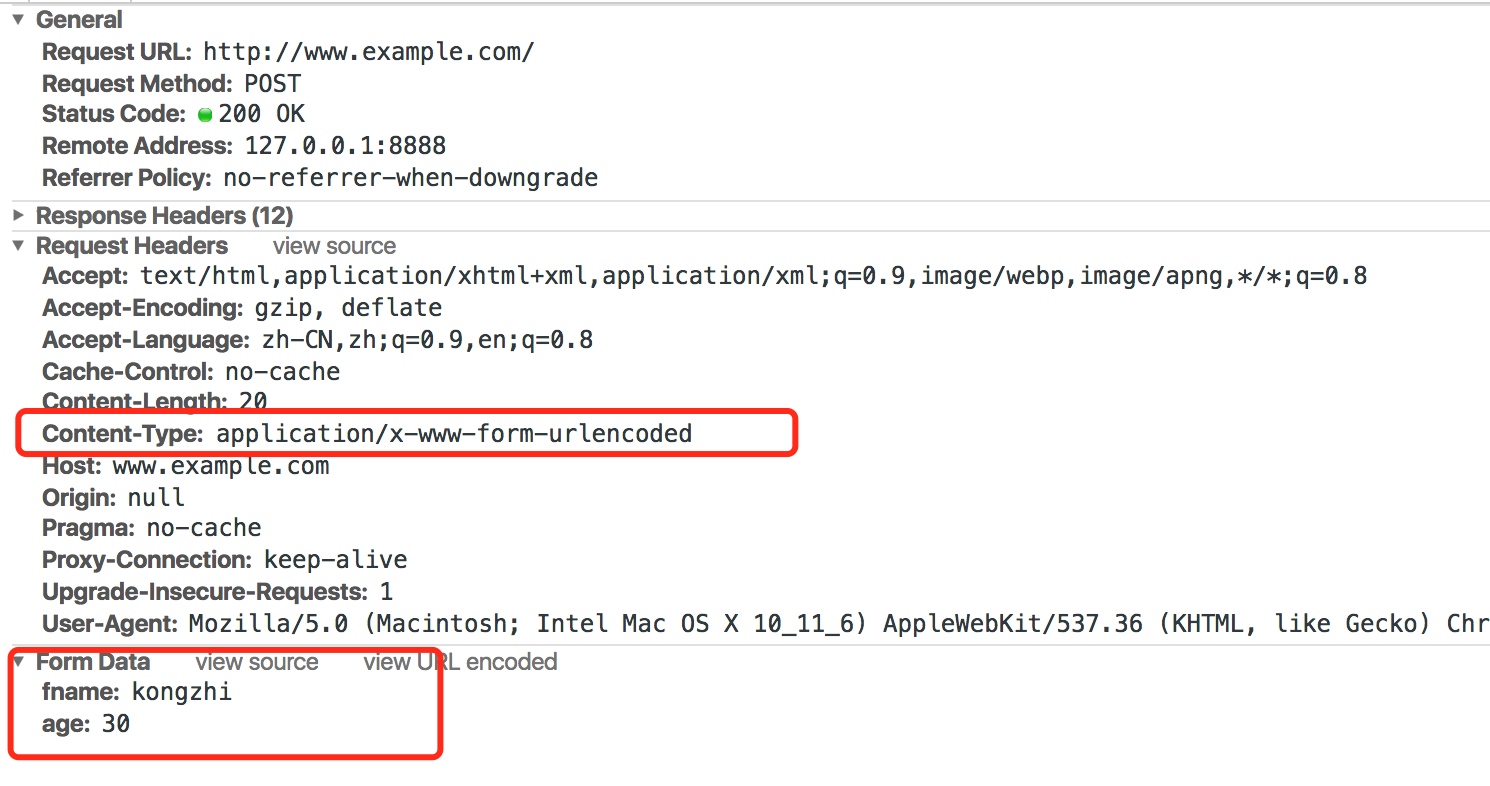 General
Request URL: http://www.example.com/
Request Method: POST
Status Code: 200 OK
Remote Address: 127.0.0.1:8888
Referrer Policy: no-referrer-when-downgrade
Response Headers (12)
Request Headers view source
Accept: text/html,application/xhtml+xml,application/xml;q=0.9,image/webp,image/apng,*/*;q=0.8
Accept-Encoding: gzip, deflate
Accept-Language: zh-CN,zh;q=0.9,en;q=0.8
Cache-Control: no-cache
Content-Length: 20
Content-Type: application/x-www-form-urlencoded
Host: www.example.com
Origin: null
Pragma: no-cache
Proxy-Connection: keep-alive
Upgrade-Insecure-Requests: 1
User-Agent: Mozilla/5.0 (Macintosh; Intel Mac OS X 10_11_6) AppleWebKit/537.36 (KHTML, like Gecko) Chr
Form Data view source view URL encoded
fname: kongzhi
age: 30